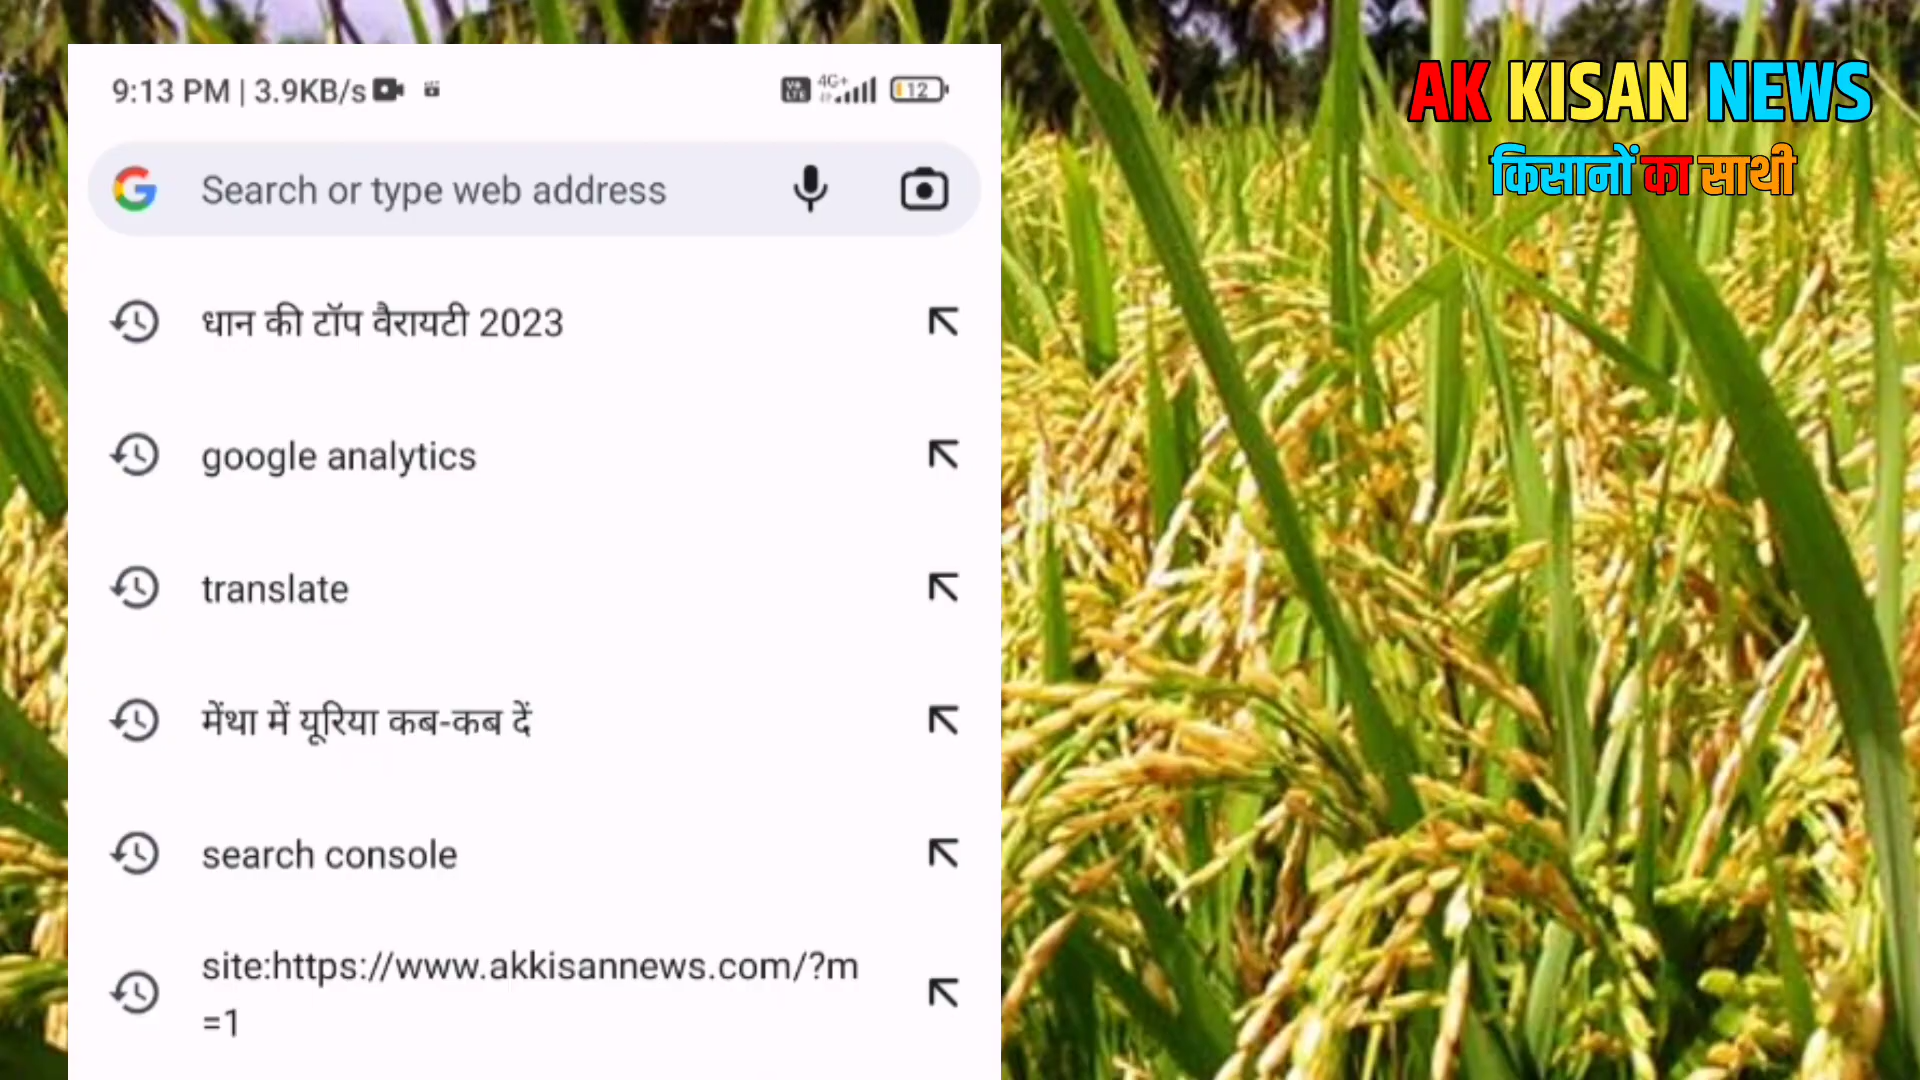 9:13 PM | 3.9KB/s
4G+
12
Search or type web address
धान की टॉप वैरायटी 2023
google analytics
translate
मेंथा में यूरिया कब-कब दें
search console
site:https://www.akkisannews.com/?m
=1
AK KISAN NEWS
किसानों का साथी